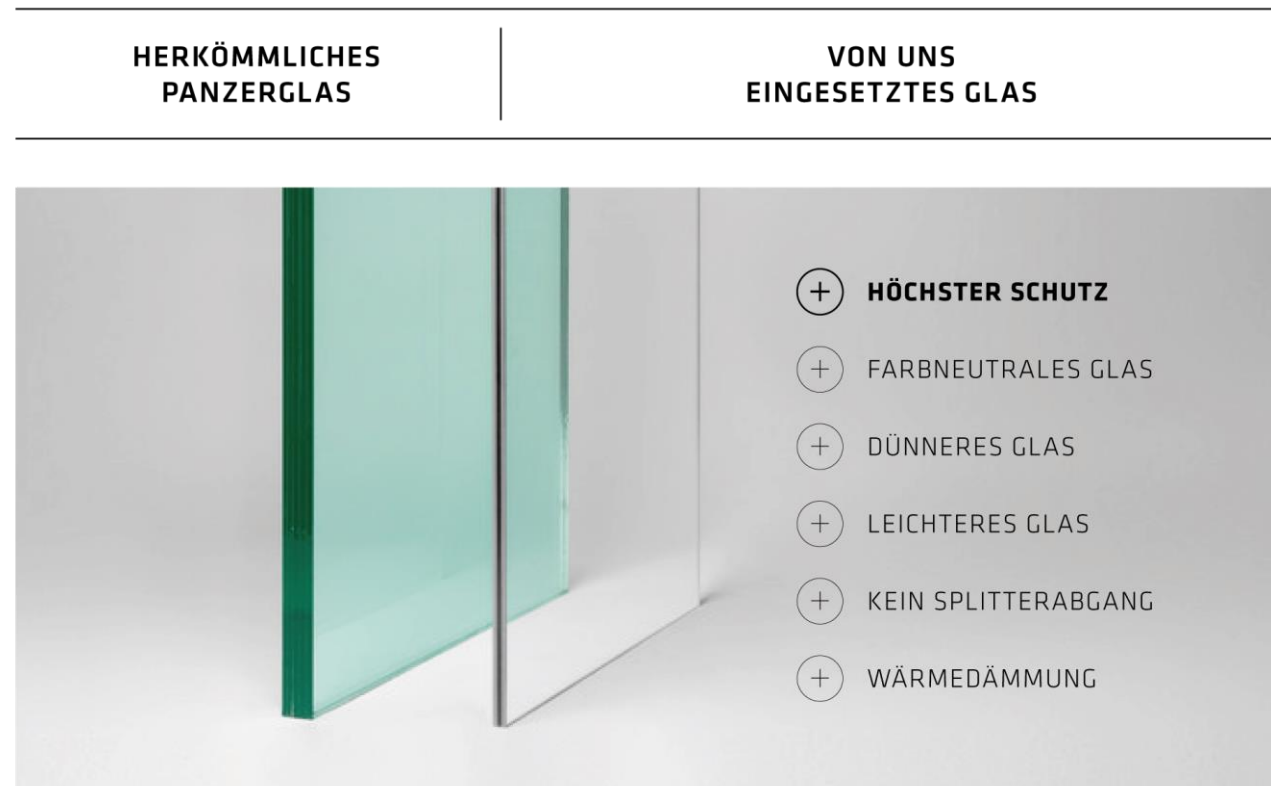 HERKÖMMLICHES
PANZERGLAS
VON UNS
EINGESETZTES GLAS
HÖCHSTER SCHUTZ
FARBNEUTRALES GLAS
DÜNNERES GLAS
LEICHTERES GLAS
KEIN SPLITTERABGANG
WÄRMEDÄMMUNG